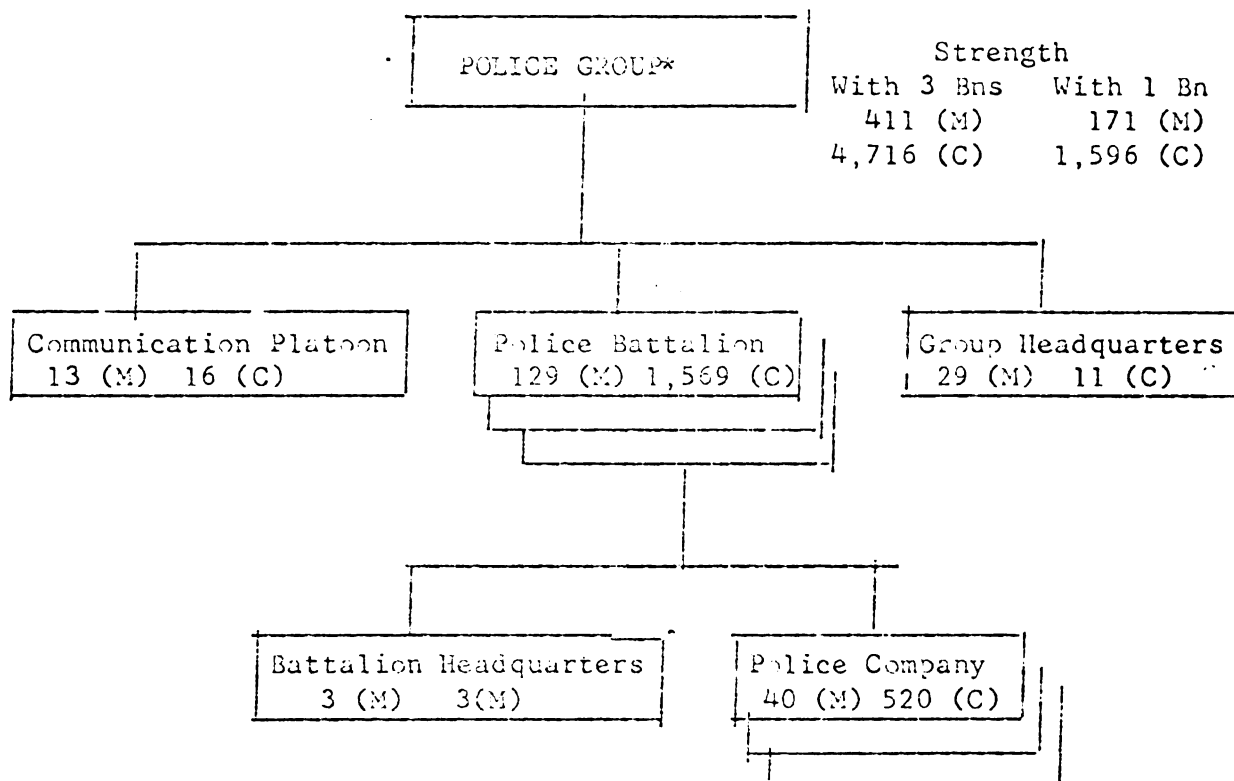 POLICE GROUP*
Strength
With 3 Bns With 1 Bn
411 (M) 171 (M)
4,716 (C) 1,596 (C)
Communication Platoon
13 (M) 16 (C)
Police Battalion
129 (M) 1,569 (C)
Group Headquarters
29 (M) 11 (C)
Battalion Headquarters
3 (M) 3(M)
Police Company
40 (M) 520 (C)